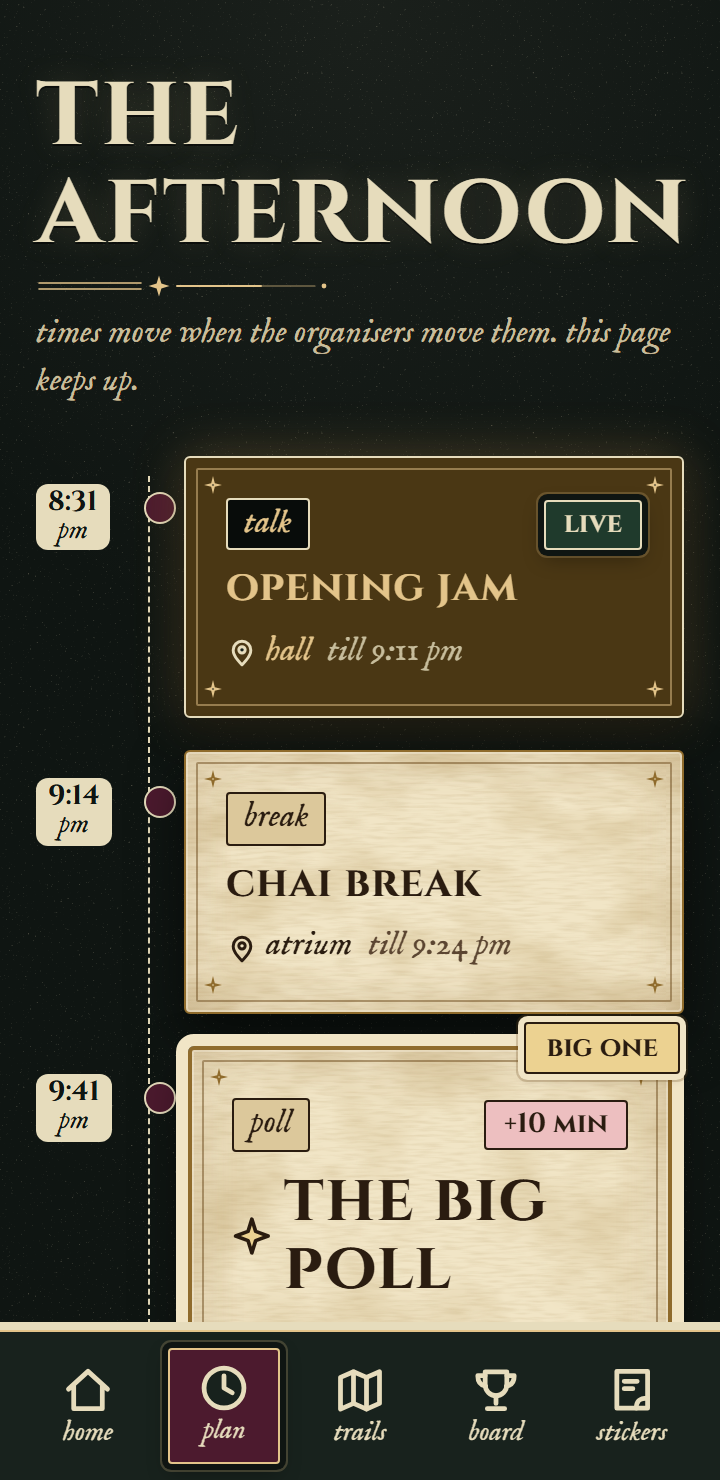 THE
AFTERNOON
times move when the organisers move them. this page
keeps up.
8:31
pm
talk
LIVE
OPENING JAM
hall till 9:11 pm
9:14
pm
break
CHAI BREAK
atrium till 9:24 pm
BIG ONE
9:41
pm
poll
+10 MIN
THE BIG
POLL
home
plan
trails
board
stickers